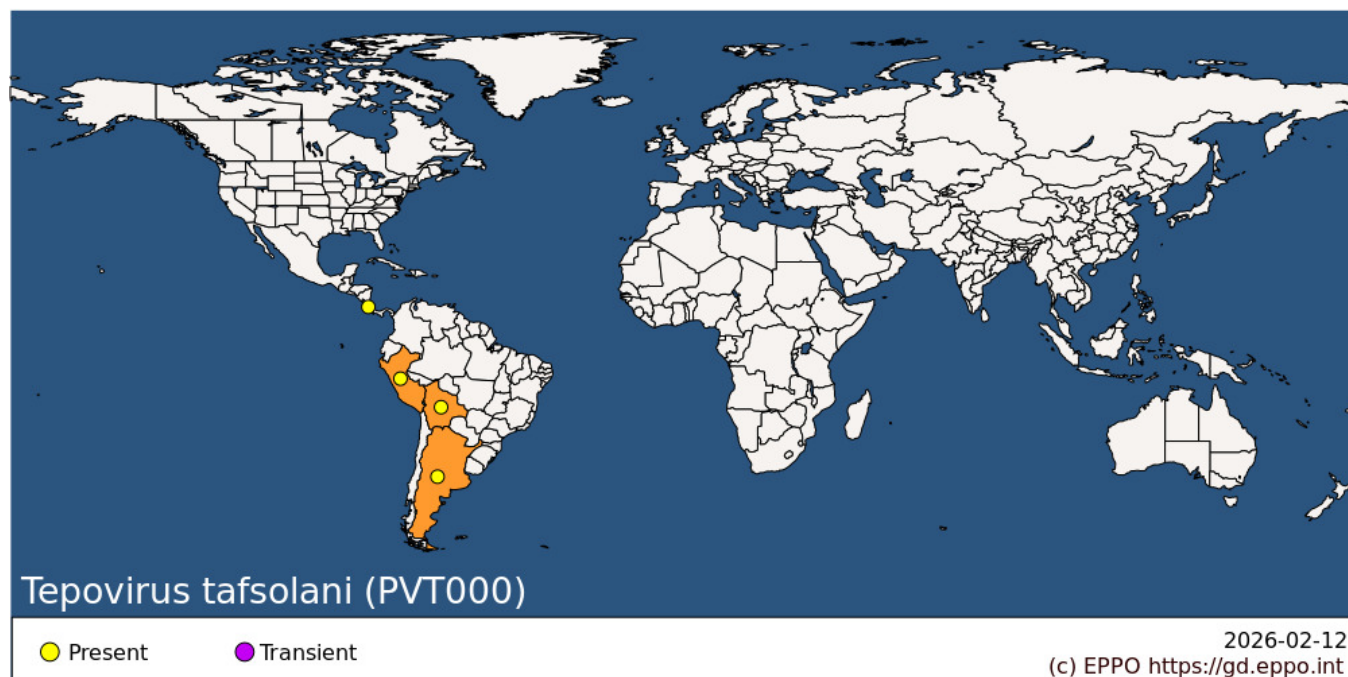 Tepovirus tafsolani (PVT000)
Present
Transient
2026-02-12
(c) EPPO https://gd.eppo.int